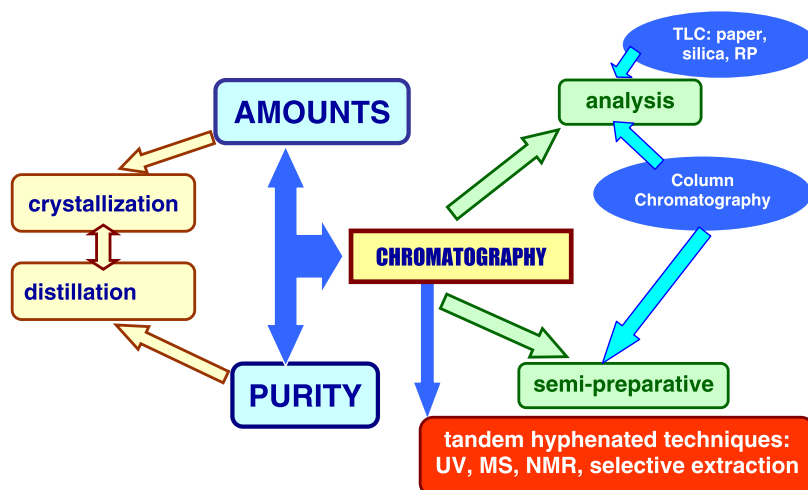 TLC: paper,
silica, RP
analysis
AMOUNTS
Column
Chromatography
crystallization
CHROMATOGRAPHY
distillation
PURITY
semi-preparative
tandem hyphenated techniques:
UV, MS, NMR, selective extraction